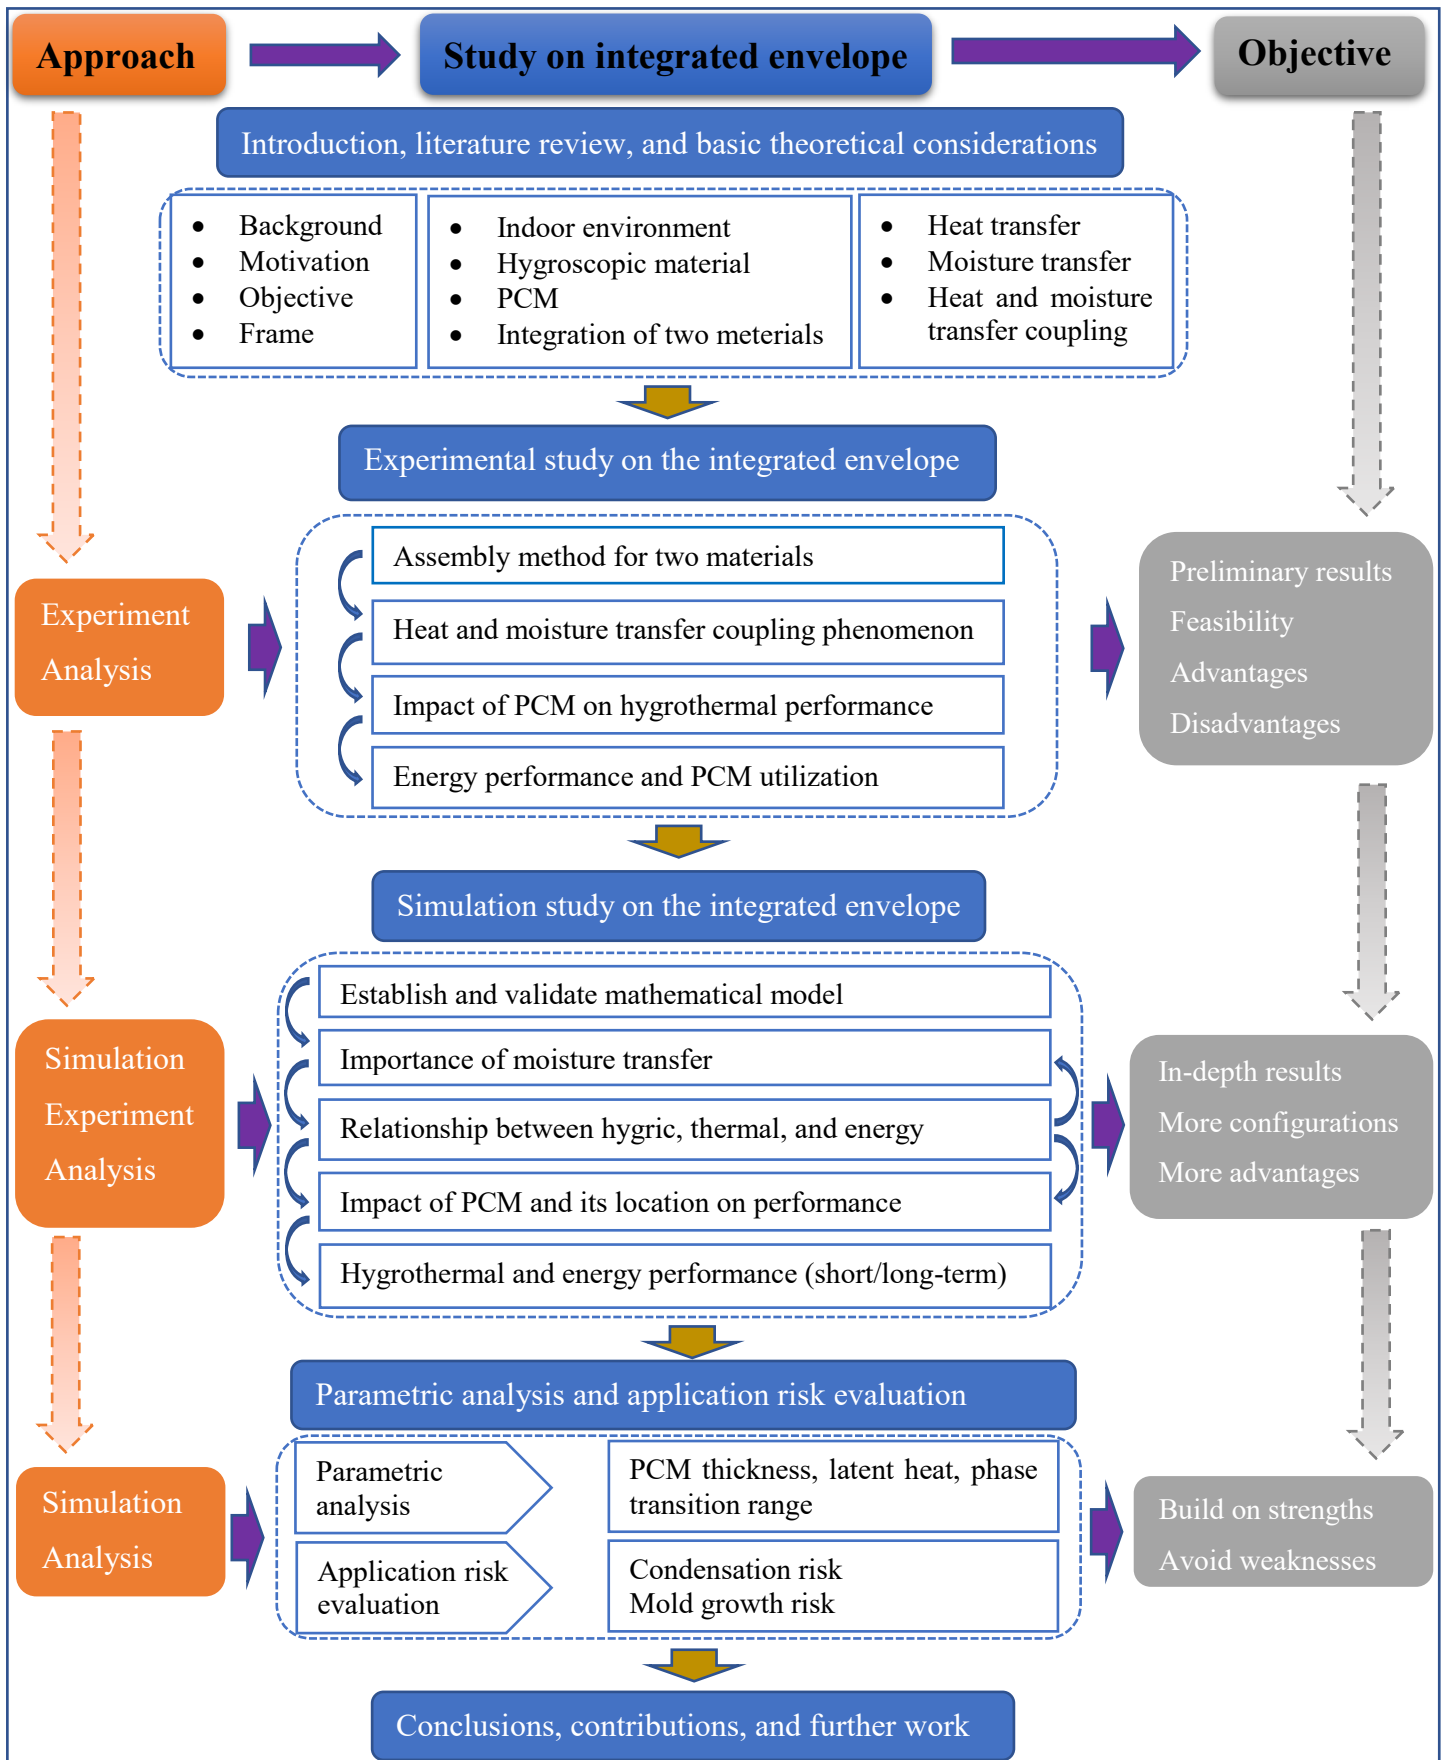 Approach
Study on integrated envelope
Objective
Introduction, literature review, and basic theoretical considerations
• Background
• Motivation
• Objective
• Frame
• Indoor environment
• Hygroscopic material
• PCM
• Integration of two meterials
• Heat transfer
• Moisture transfer
• Heat and moisture
transfer coupling
Experimental study on the integrated envelope
Experiment
Analysis
Assembly method for two materials
Heat and moisture transfer coupling phenomenon
Impact of PCM on hygrothermal performance
Energy performance and PCM utilization
Preliminary results
Feasibility
Advantages
Disadvantages
Simulation study on the integrated envelope
Simulation
Experiment
Analysis
Establish and validate mathematical model
Importance of moisture transfer
Relationship between hygric, thermal, and energy
Impact of PCM and its location on performance
Hygrothermal and energy performance (short/long-term)
In-depth results
More configurations
More advantages
Parametric analysis and application risk evaluation
Simulation
Analysis
Parametric
analysis
PCM thickness, latent heat, phase
transition range
Application risk
evaluation
Condensation risk
Mold growth risk
Build on strengths
Avoid weaknesses
Conclusions, contributions, and further work